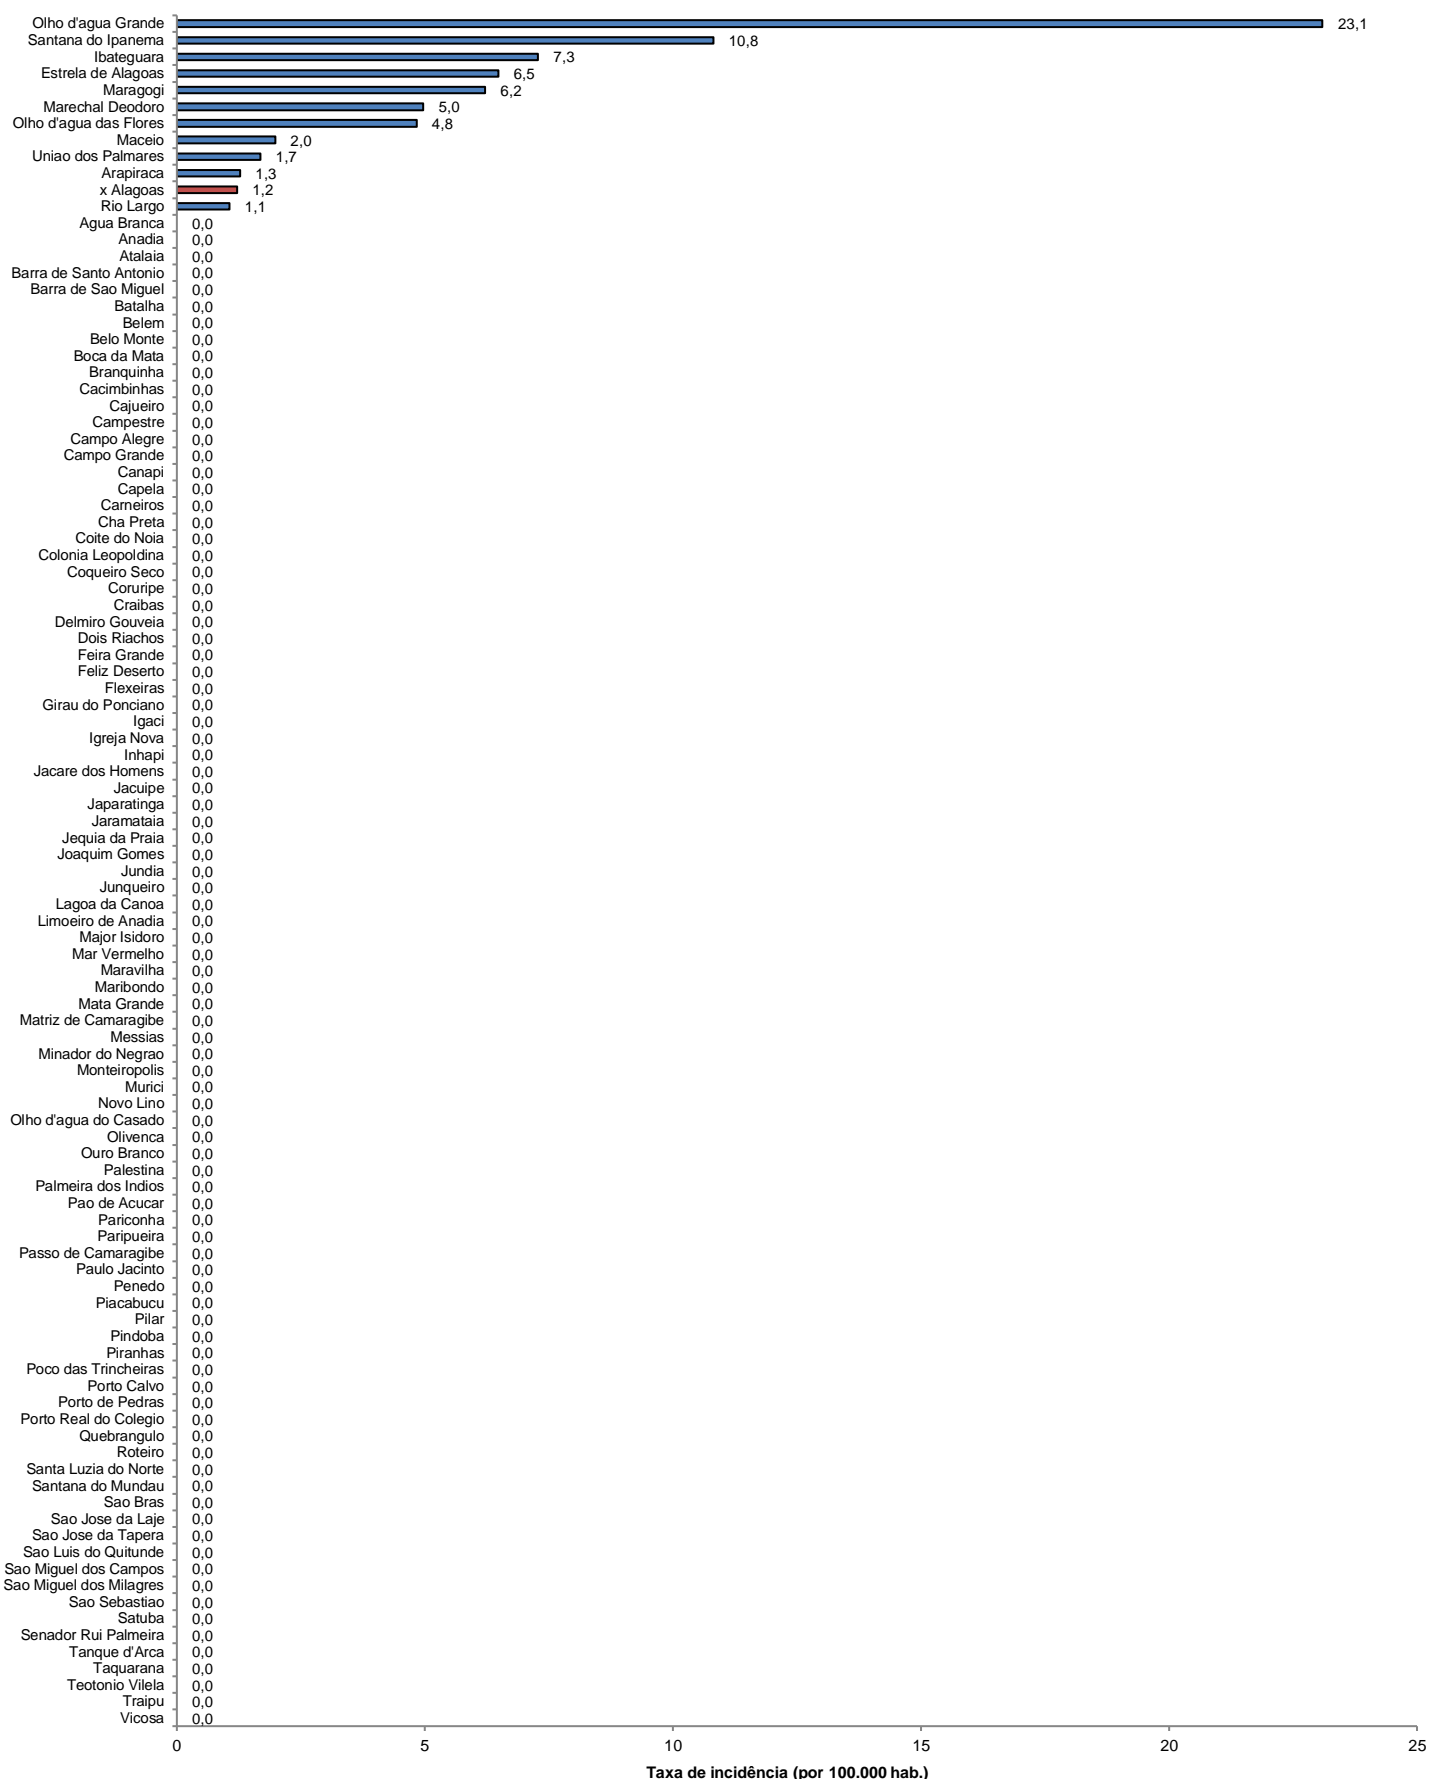 Olho d'agua Grande 23,1
Santana do Ipanema 10,8
Ibateguara 7,3
Estrela de Alagoas 6,5
Maragogi 6,2
Marechal Deodoro 5,0
Olho d'agua das Flores 4,8
Maceio 2,0
Uniao dos Palmares 1,7
Arapiraca 1,3
x Alagoas 1,2
Rio Largo 1,1
Agua Branca 0,0
Anadia 0,0
Atalaia 0,0
Barra de Santo Antonio 0,0
Barra de Sao Miguel 0,0
Batalha 0,0
Belem 0,0
Belo Monte 0,0
Boca da Mata 0,0
Branquinha 0,0
Cacimbinhas 0,0
Cajueiro 0,0
Campestre 0,0
Campo Alegre 0,0
Campo Grande 0,0
Canapi 0,0
Capela 0,0
Carneiros 0,0
Cha Preta 0,0
Coite do Noia 0,0
Colonia Leopoldina 0,0
Coqueiro Seco 0,0
Coruripe 0,0
Craibas 0,0
Delmiro Gouveia 0,0
Dois Riachos 0,0
Feira Grande 0,0
Feliz Deserto 0,0
Flexeiras 0,0
Girau do Ponciano 0,0
Igaci 0,0
Igreja Nova 0,0
Inhapi 0,0
Jacare dos Homens 0,0
Jacuipe 0,0
Japaratinga 0,0
Jaramataia 0,0
Jequia da Praia 0,0
Joaquim Gomes 0,0
Jundia 0,0
Junqueiro 0,0
Lagoa da Canoa 0,0
Limoeiro de Anadia 0,0
Major Isidoro 0,0
Mar Vermelho 0,0
Maravilha 0,0
Maribondo 0,0
Mata Grande 0,0
Matriz de Camaragibe 0,0
Messias 0,0
Minador do Negrao 0,0
Monteiropolis 0,0
Murici 0,0
Novo Lino 0,0
Olho d'agua do Casado 0,0
Olivenca 0,0
Ouro Branco 0,0
Palestina 0,0
Palmeira dos Indios 0,0
Pao de Acucar 0,0
Pariconha 0,0
Paripueira 0,0
Passo de Camaragibe 0,0
Paulo Jacinto 0,0
Penedo 0,0
Piacabucu 0,0
Pilar 0,0
Pindoba 0,0
Piranhas 0,0
Poco das Trincheiras 0,0
Porto Calvo 0,0
Porto de Pedras 0,0
Porto Real do Colegio 0,0
Quebrangulo 0,0
Roteiro 0,0
Santa Luzia do Norte 0,0
Santana do Mundau 0,0
Sao Bras 0,0
Sao Jose da Laje 0,0
Sao Jose da Tapera 0,0
Sao Luis do Quitunde 0,0
Sao Miguel dos Campos 0,0
Sao Miguel dos Milagres 0,0
Sao Sebastiao 0,0
Satuba 0,0
Senador Rui Palmeira 0,0
Tanque d'Arca 0,0
Taquarana 0,0
Teotonio Vilela 0,0
Traipu 0,0
Vicosa 0,0
0 5 10 15 20 25
Taxa de incidência (por 100.000 hab.)